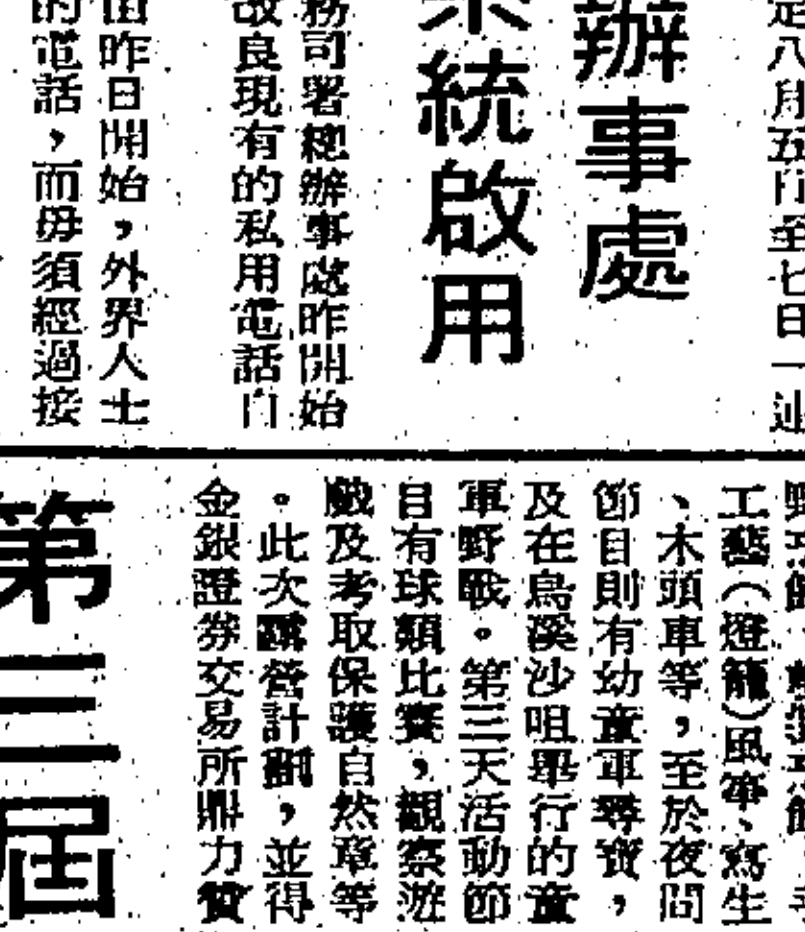 定八月五日至七日一連
辦事處
系統啟用
務司署總辦事處昨開始
改良現有的私用電話自
由昨日開始，外界人士
的電話，而毋須經過接
工藝（燈籠）風箏、寫生
、木頭車等，至於夜間
節目則有幼童軍尋寶，
及在烏溪沙咀舉行的童
軍野戰。第三天活動節
目有球類比賽，觀察遊
戲及考取保護自然章等
。此次露營計劃，並得
金銀證券交易所鼎力贊
第三屆